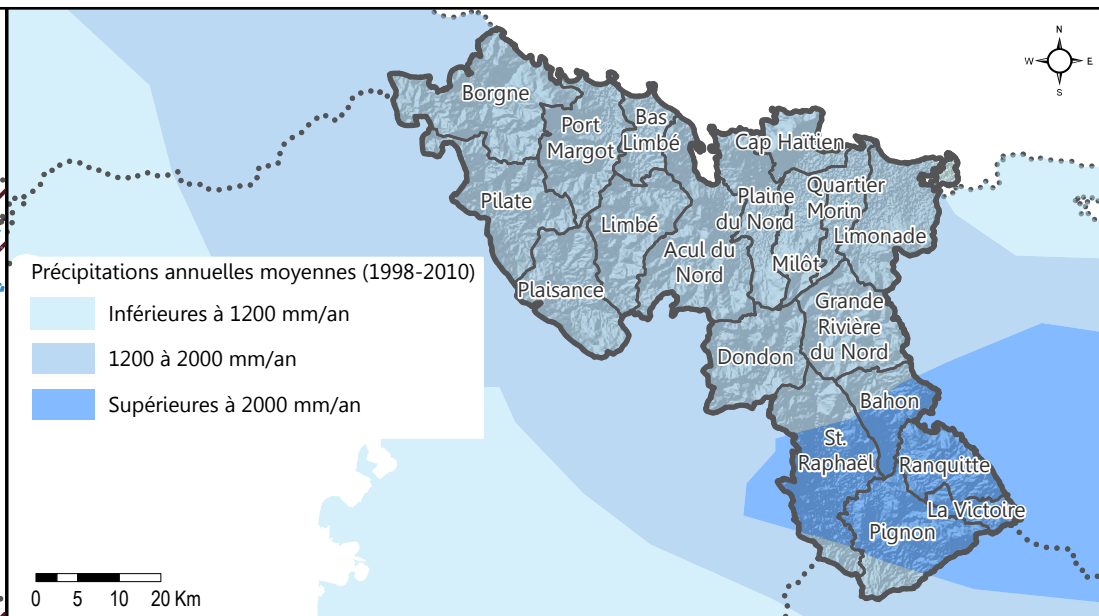 N
W E
S
Borgne
Port
Margot
Bas
Limbé
Cap Haïtien
Pilate
Limbé
Plaine
du Nord
Quartier
Morin
Limonade
Acul du
Nord
Milôt
Plaisance
Grande
Rivière
du Nord
Dondon
Bahon
St.
Raphaël
Ranquitte
La Victoire
Pignon
Précipitations annuelles moyennes (1998-2010)
Inférieures à 1200 mm/an
1200 à 2000 mm/an
Supérieures à 2000 mm/an
0 5 10 20 Km